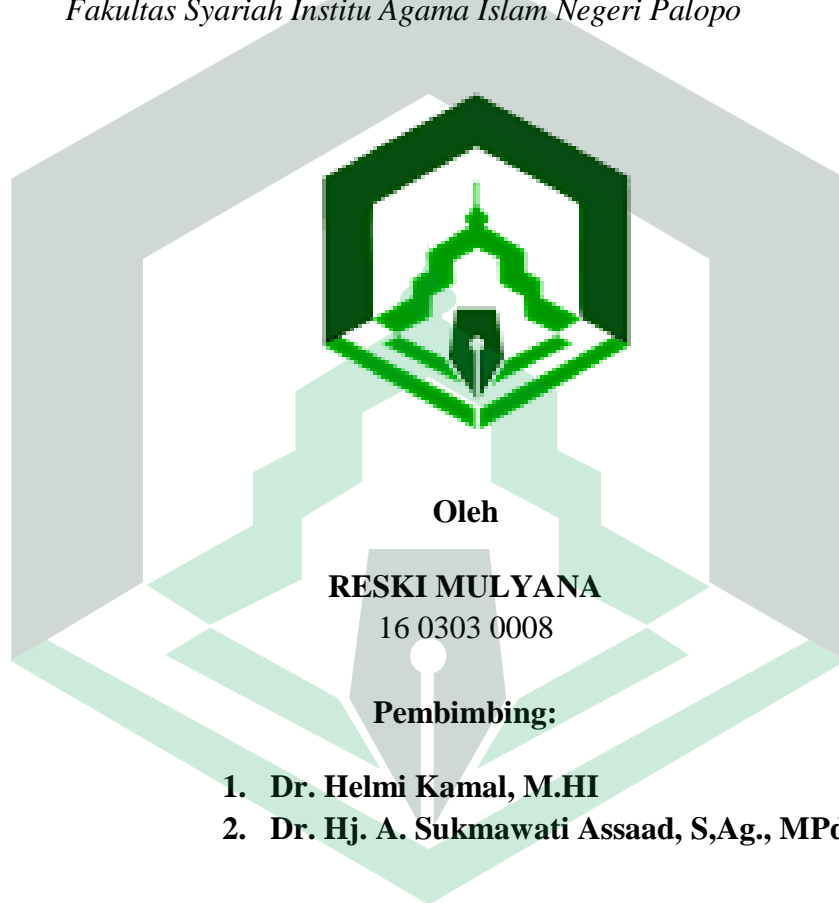 Fakultas Syariah Institu Agama Islam Negeri Palopo
Oleh
RESKI MULYANA
16 0303 0008
Pembimbing:
1. Dr. Helmi Kamal, M.HI
2. Dr. Hj. A. Sukmawati Assaad, S,Ag., MPd